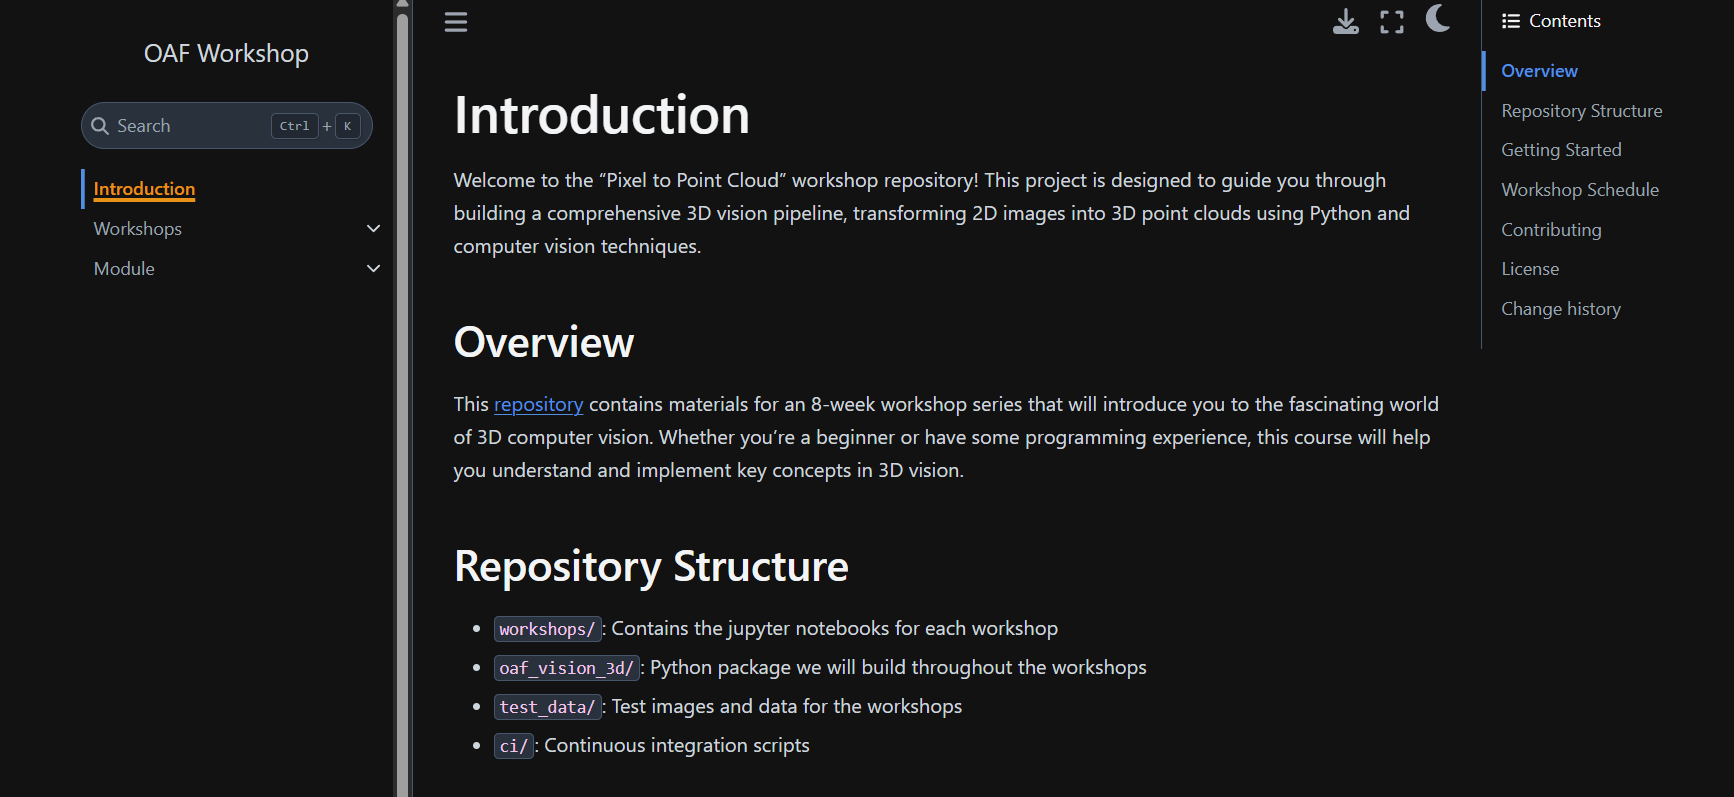 OAF Workshop
Search Ctrl + K
Introduction
Workshops
Module
Introduction
Welcome to the “Pixel to Point Cloud” workshop repository! This project is designed to guide you through
building a comprehensive 3D vision pipeline, transforming 2D images into 3D point clouds using Python and
computer vision techniques.
Overview
This repository contains materials for an 8-week workshop series that will introduce you to the fascinating world
of 3D computer vision. Whether you’re a beginner or have some programming experience, this course will help
you understand and implement key concepts in 3D vision.
Repository Structure
• workshops/: Contains the jupyter notebooks for each workshop
• oaf_vision_3d/: Python package we will build throughout the workshops
• test_data/: Test images and data for the workshops
• ci/: Continuous integration scripts
Contents
Overview
Repository Structure
Getting Started
Workshop Schedule
Contributing
License
Change history